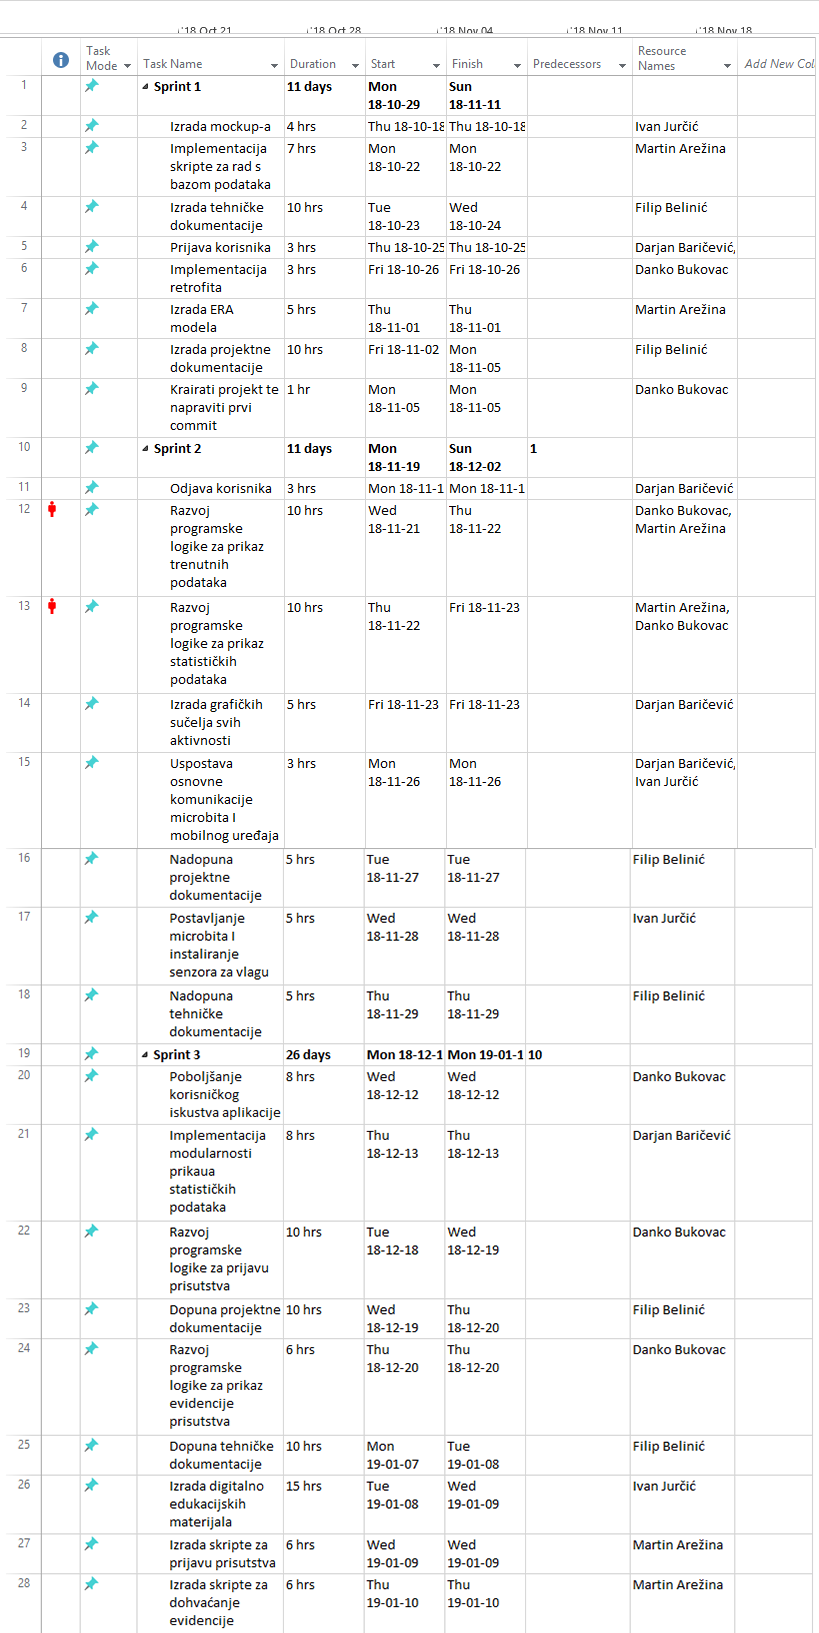 '18 Oct 21 '18 Oct 28 '18 Nov 04 '18 Nov 11 '18 Nov 18
Task Mode Task Name Duration Start Finish Predecessors Resource Names Add New Col
1 Sprint 1 11 days Mon 18-10-29 Sun 18-11-11
2 Izrada mockup-a 4 hrs Thu 18-10-18 Thu 18-10-18 Ivan Jurčić
3 Implementacija skripte za rad s bazom podataka 7 hrs Mon 18-10-22 Mon 18-10-22 Martin Arežina
4 Izrada tehničke dokumentacije 10 hrs Tue 18-10-23 Wed 18-10-24 Filip Belinić
5 Prijava korisnika 3 hrs Thu 18-10-25 Thu 18-10-25 Darjan Baričević,
6 Implementacija retrofita 3 hrs Fri 18-10-26 Fri 18-10-26 Danko Bukovac
7 Izrada ERA modela 5 hrs Thu 18-11-01 Thu 18-11-01 Martin Arežina
8 Izrada projektne dokumentacije 10 hrs Fri 18-11-02 Mon 18-11-05 Filip Belinić
9 Krairati projekt te napraviti prvi commit 1 hr Mon 18-11-05 Mon 18-11-05 Danko Bukovac
10 Sprint 2 11 days Mon 18-11-19 Sun 18-12-02 1
11 Odjava korisnika 3 hrs Mon 18-11-1 Mon 18-11-1 Darjan Baričević
12 Razvoj programske logike za prikaz trenutnih podataka 10 hrs Wed 18-11-21 Thu 18-11-22 Danko Bukovac, Martin Arežina
13 Razvoj programske logike za prikaz statističkih podataka 10 hrs Thu 18-11-22 Fri 18-11-23 Martin Arežina, Danko Bukovac
14 Izrada grafičkih sučelja svih aktivnosti 5 hrs Fri 18-11-23 Fri 18-11-23 Darjan Baričević
15 Uspostava osnovne komunikacije microbita I mobilnog uređaja 3 hrs Mon 18-11-26 Mon 18-11-26 Darjan Baričević, Ivan Jurčić
16 Nadopuna projektne dokumentacije 5 hrs Tue 18-11-27 Tue 18-11-27 Filip Belinić
17 Postavljanje microbita I instaliranje senzora za vlagu 5 hrs Wed 18-11-28 Wed 18-11-28 Ivan Jurčić
18 Nadopuna tehničke dokumentacije 5 hrs Thu 18-11-29 Thu 18-11-29 Filip Belinić
19 Sprint 3 26 days Mon 18-12-1 Mon 19-01-1 10
20 Poboljšanje korisničkog iskustva aplikacije 8 hrs Wed 18-12-12 Wed 18-12-12 Danko Bukovac
21 Implementacija modularnosti prikaua statističkih podataka 8 hrs Thu 18-12-13 Thu 18-12-13 Darjan Baričević
22 Razvoj programske logike za prijavu prisutstva 10 hrs Tue 18-12-18 Wed 18-12-19 Danko Bukovac
23 Dopuna projektne dokumentacije 10 hrs Wed 18-12-19 Thu 18-12-20 Filip Belinić
24 Razvoj programske logike za prikaz evidencije prisutstva 6 hrs Thu 18-12-20 Thu 18-12-20 Danko Bukovac
25 Dopuna tehničke dokumentacije 10 hrs Mon 19-01-07 Tue 19-01-08 Filip Belinić
26 Izrada digitalno edukacijskih materijala 15 hrs Tue 19-01-08 Wed 19-01-09 Ivan Jurčić
27 Izrada skripte za prijavu prisutstva 6 hrs Wed 19-01-09 Wed 19-01-09 Martin Arežina
28 Izrada skripte za dohvaćanje evidencije 6 hrs Thu 19-01-10 Thu 19-01-10 Martin Arežina